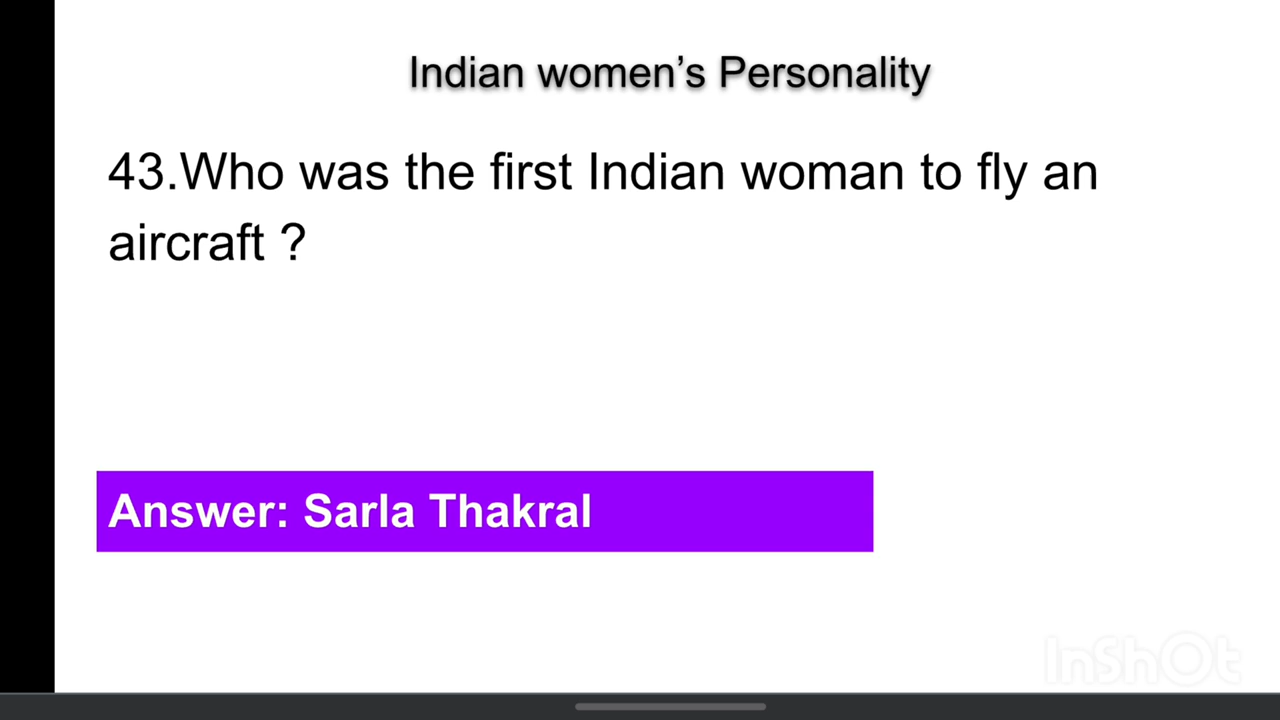 Indian women’s Personality
43.Who was the first Indian woman to fly an
aircraft ?
Answer: Sarla Thakral
InShOt